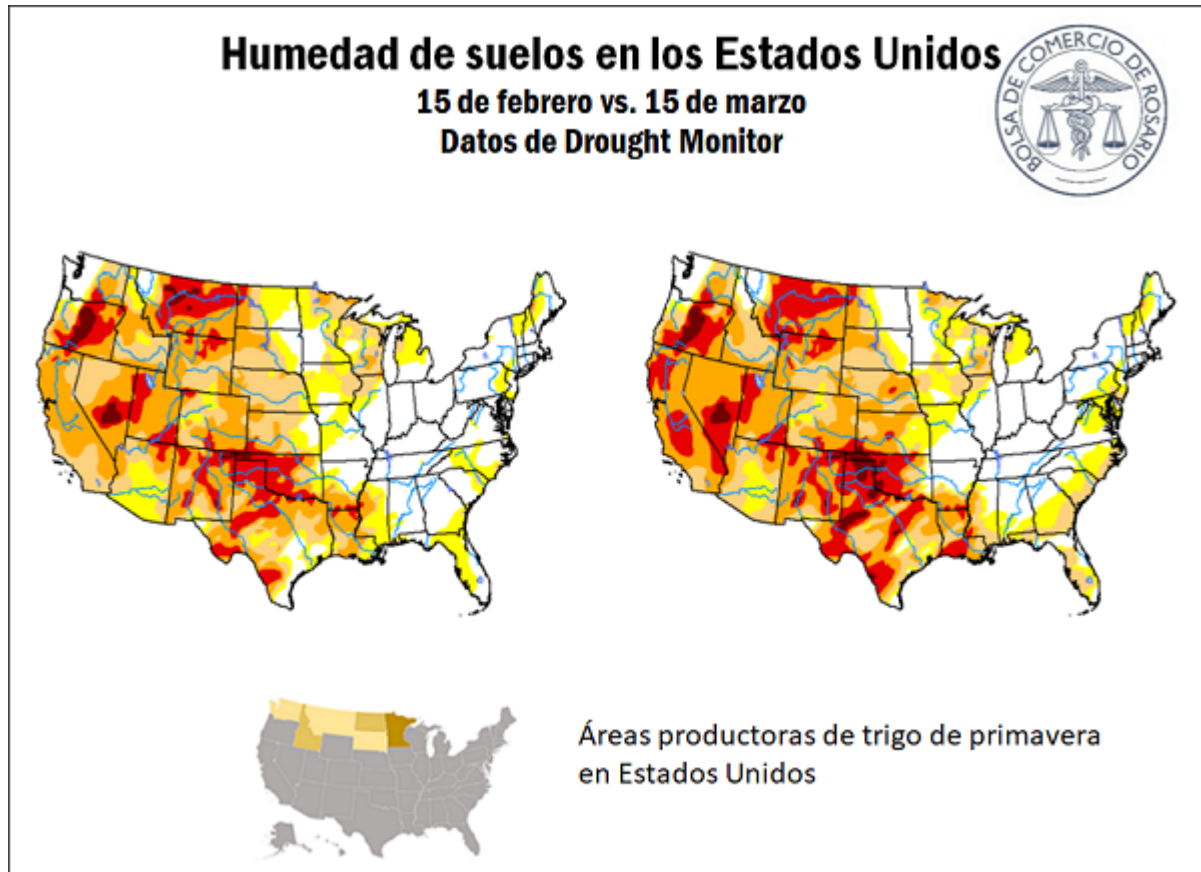 Humedad de suelos en los Estados Unidos
15 de febrero vs. 15 de marzo
Datos de Drought Monitor
BOLSA DE COMERCIO DE ROSARIO
Áreas productoras de trigo de primavera
en Estados Unidos